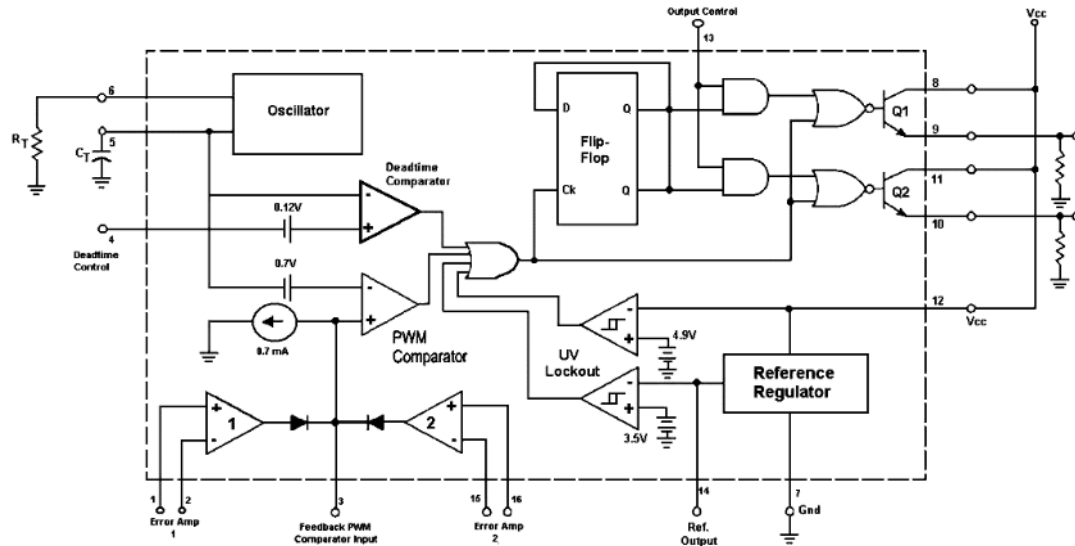 Output Control
13
Vcc
6
Oscillator
RT
5
CT
D
Q
Flip-
Flop
Ck
Q
8
Q1
9
11
Q2
10
Deadtime
Comparator
0.12V
4
Deadtime
Control
0.7V
0.7 mA
PWM
Comparator
UV
Lockout
4.9V
3.5V
12
Vcc
Reference
Regulator
1
2
1
2
3
15
16
14
7
Error Amp
1
Feedback PWM
Comparator Input
Error Amp
2
Ref.
Output
Gnd
-
+
-
+
-
+
-
+
+
-
+
-